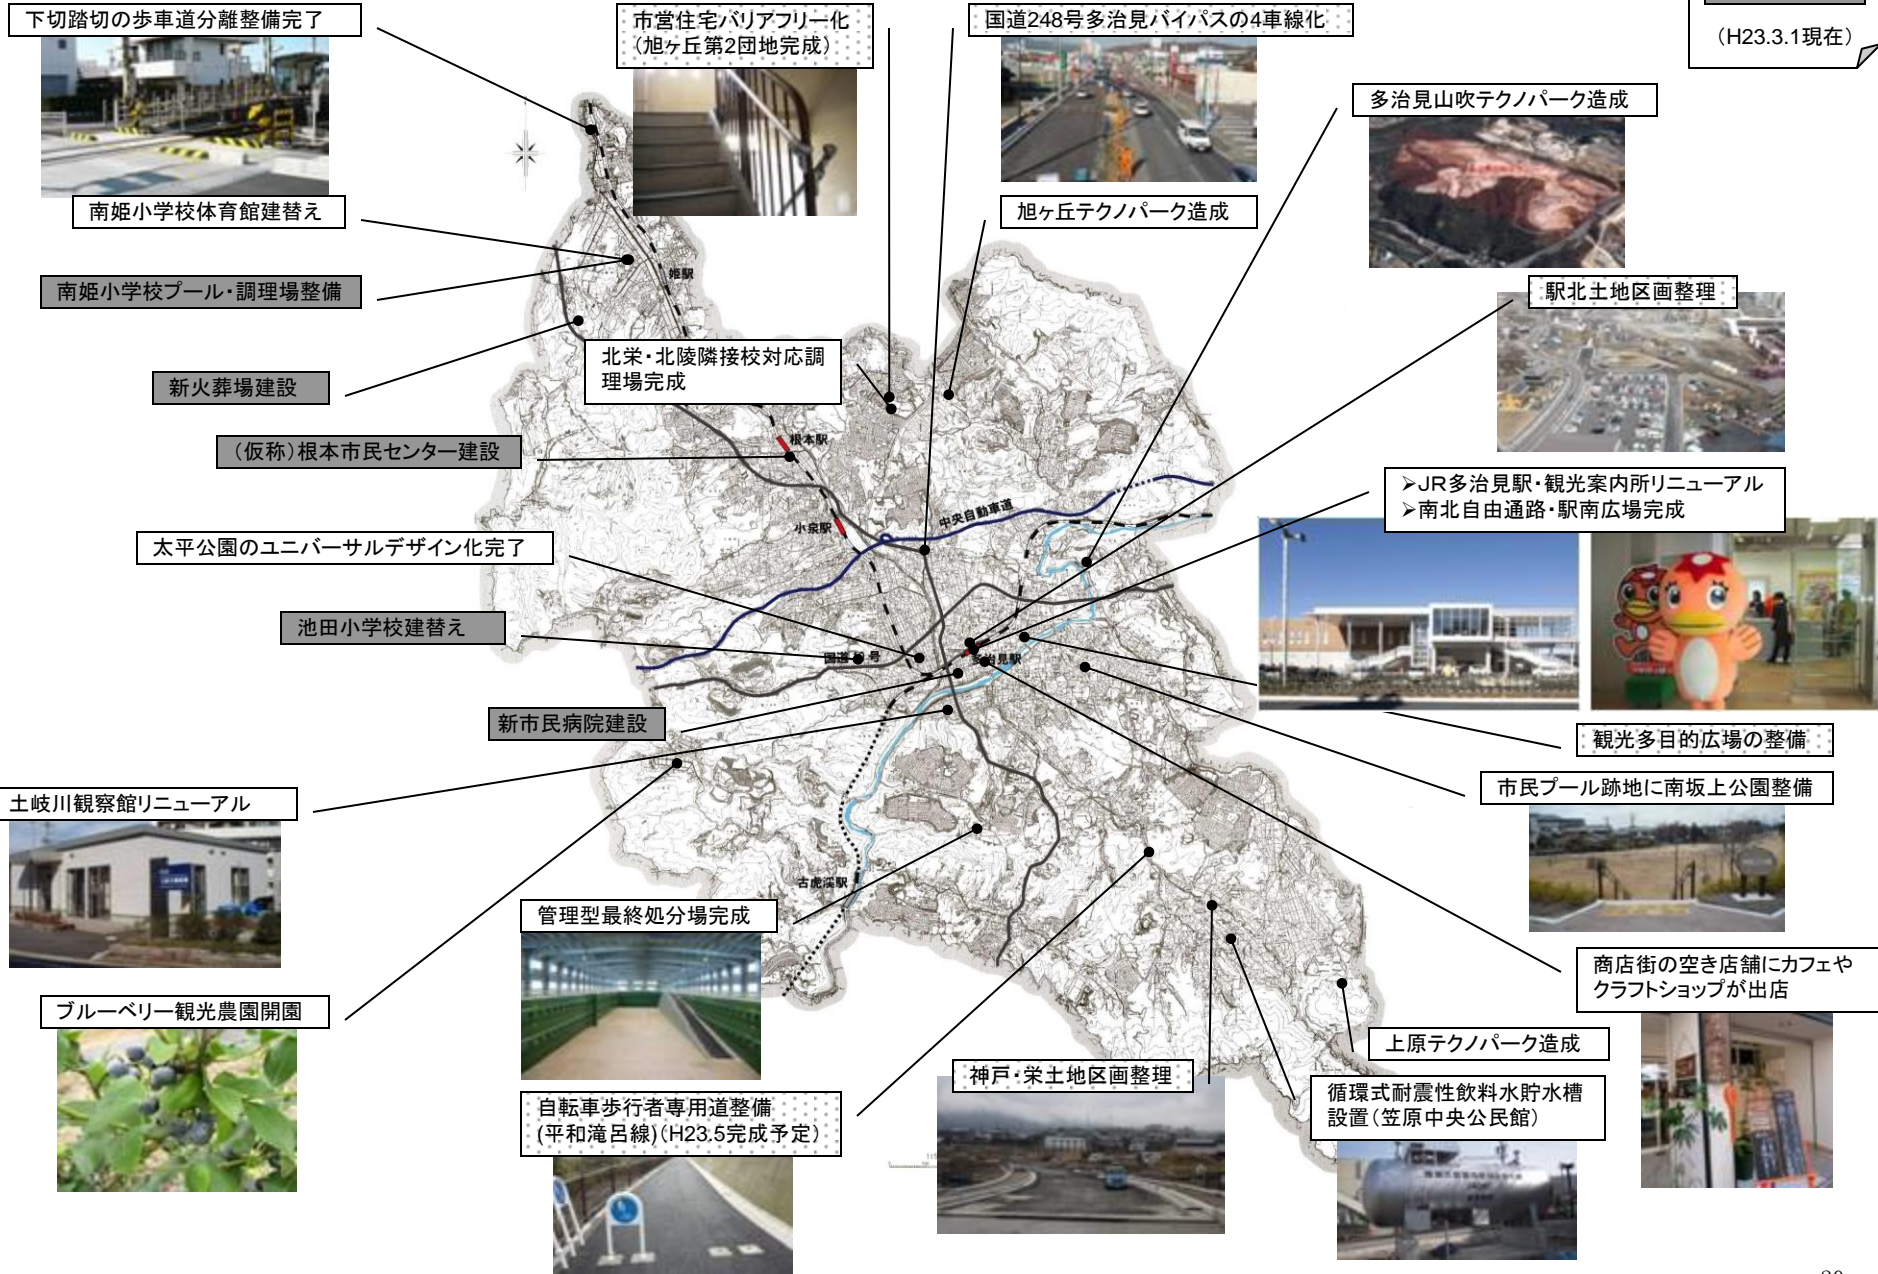 下切踏切の歩車道分離整備完了
市営住宅バリアフリー化
（旭ヶ丘第2団地完成）
国道248号多治見バイパスの4車線化
（H23.3.1現在）
多治見山吹テクノパーク造成
南姫小学校体育館建替え
旭ヶ丘テクノパーク造成
南姫小学校プール・調理場整備
姫駅
駅北土地区画整理
北栄・北陵隣接校対応調
理場完成
新火葬場建設
（仮称）根本市民センター建設
根本駅
➢JR多治見駅・観光案内所リニューアル
➢南北自由通路・駅南広場完成
中央自動車道
小泉駅
太平公園のユニバーサルデザイン化完了
池田小学校建替え
国道 号
多治見駅
新市民病院建設
観光多目的広場の整備
市民プール跡地に南坂上公園整備
土岐川観察館リニューアル
古虎渓駅
管理型最終処分場完成
商店街の空き店舗にカフェや
クラフトショップが出店
ブルーベリー観光農園開園
上原テクノパーク造成
神戸・栄土地区画整理
循環式耐震性飲料水貯水槽
設置（笠原中央公民館）
自転車歩行者専用道整備
(平和滝呂線)（H23.5完成予定）